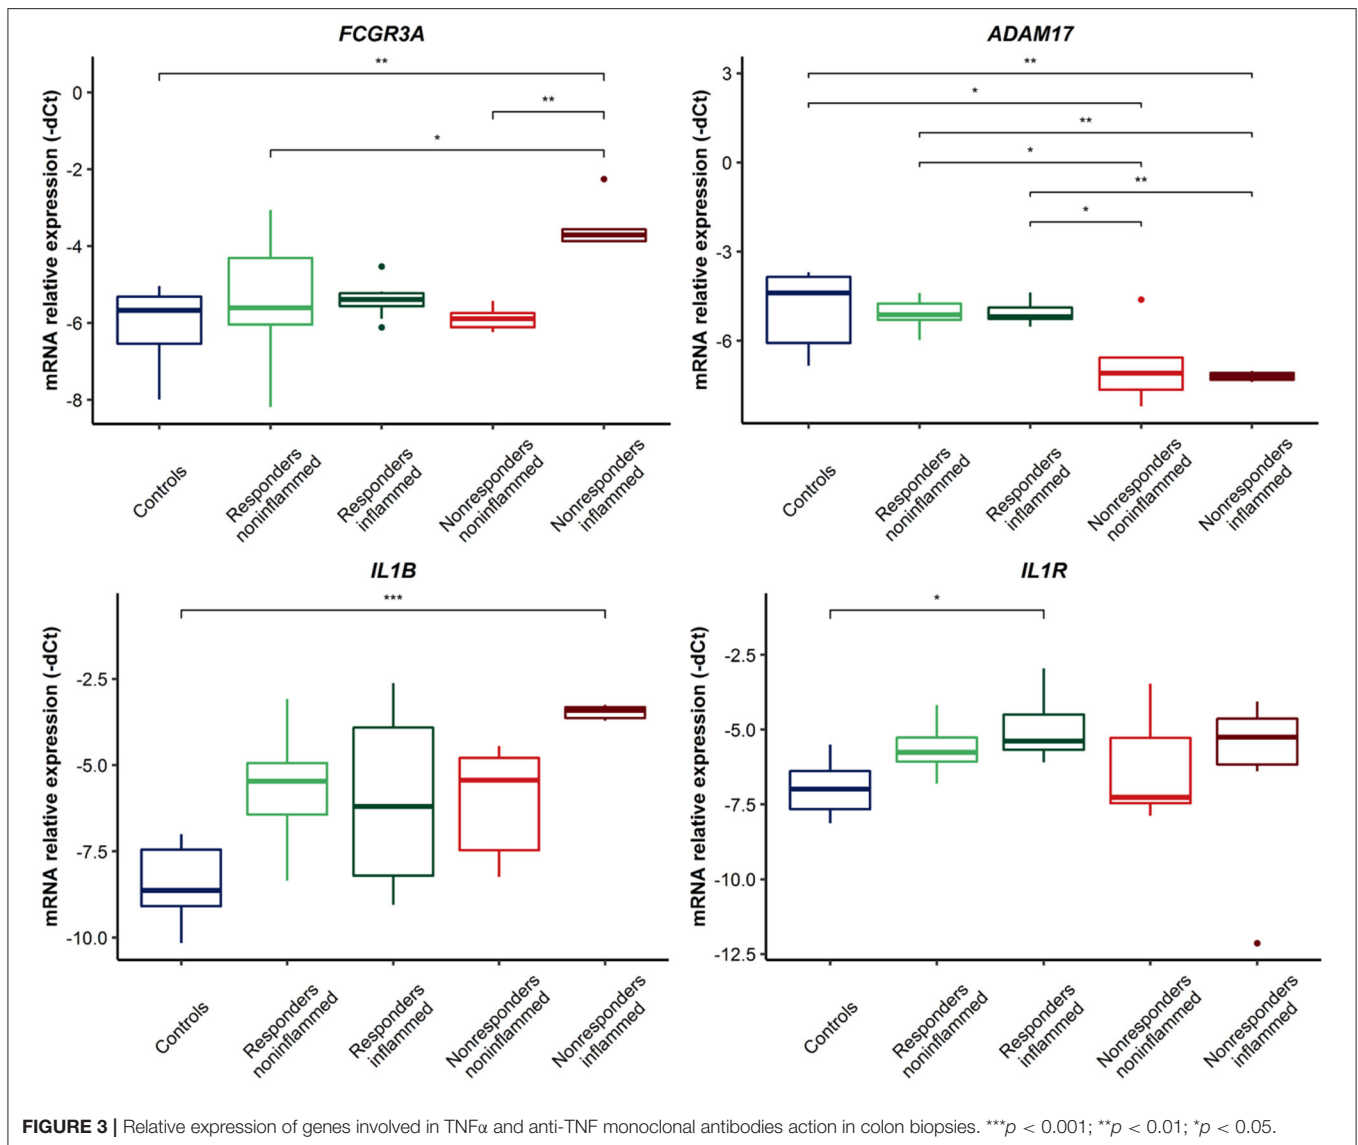 FCGR3A
mRNA relative expression (-dCt)
0
-2
-4
-6
-8
**
**
*
Controls
Responders
noninflammed
Responders
inflammed
Nonresponders
noninflammed
Nonresponders
inflammed
ADAM17
mRNA relative expression (-dCt)
3
0
-3
-6
**
*
**
*
**
*
Controls
Responders
noninflammed
Responders
inflammed
Nonresponders
noninflammed
Nonresponders
inflammed
IL1B
mRNA relative expression (-dCt)
-2.5
-5.0
-7.5
-10.0
***
Controls
Responders
noninflammed
Responders
inflammed
Nonresponders
noninflammed
Nonresponders
inflammed
IL1R
mRNA relative expression (-dCt)
-2.5
-5.0
-7.5
-10.0
-12.5
*
Controls
Responders
noninflammed
Responders
inflammed
Nonresponders
noninflammed
Nonresponders
inflammed
FIGURE 3 | Relative expression of genes involved in TNFα and anti-TNF monoclonal antibodies action in colon biopsies. ***p < 0.001; **p < 0.01; *p < 0.05.